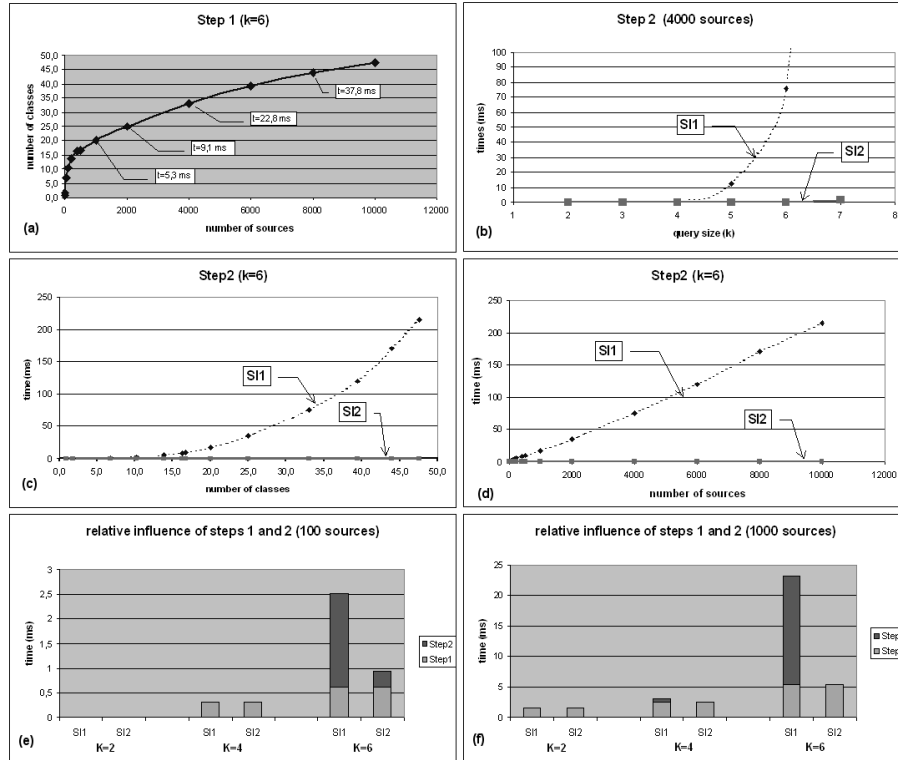 Step 1 (k=6)
number of classes
50,0
45,0
40,0
35,0
30,0
25,0
20,0
15,0
10,0
5,0
0,0
t=37,8 ms
t=22,8 ms
t=9,1 ms
t=5,3 ms
0 2000 4000 6000 8000 10000 12000
number of sources
(a)
Step 2 (4000 sources)
times (ms)
100
90
80
70
60
50
40
30
20
10
0
SI1
SI2
1 2 3 4 5 6 7 8
query size (k)
(b)
Step2 (k=6)
time (ms)
250
200
150
100
50
0
SI1
SI2
0,0 5,0 10,0 15,0 20,0 25,0 30,0 35,0 40,0 45,0 50,0
number of classes
(c)
Step2 (k=6)
time (ms)
250
200
150
100
50
0
SI1
SI2
0 2000 4000 6000 8000 10000 12000
number of sources
(d)
relative influence of steps 1 and 2 (100 sources)
time (ms)
3
2,5
2
1,5
1
0,5
0
Step2
Step1
SI1 SI2 SI1 SI2 SI1 SI2
K=2 K=4 K=6
(e)
relative influence of steps 1 and 2 (1000 sources)
time (ms)
25
20
15
10
5
0
Step
Step
SI1 SI2 SI1 SI2 SI1 SI2
K=2 K=4 K=6
(f)